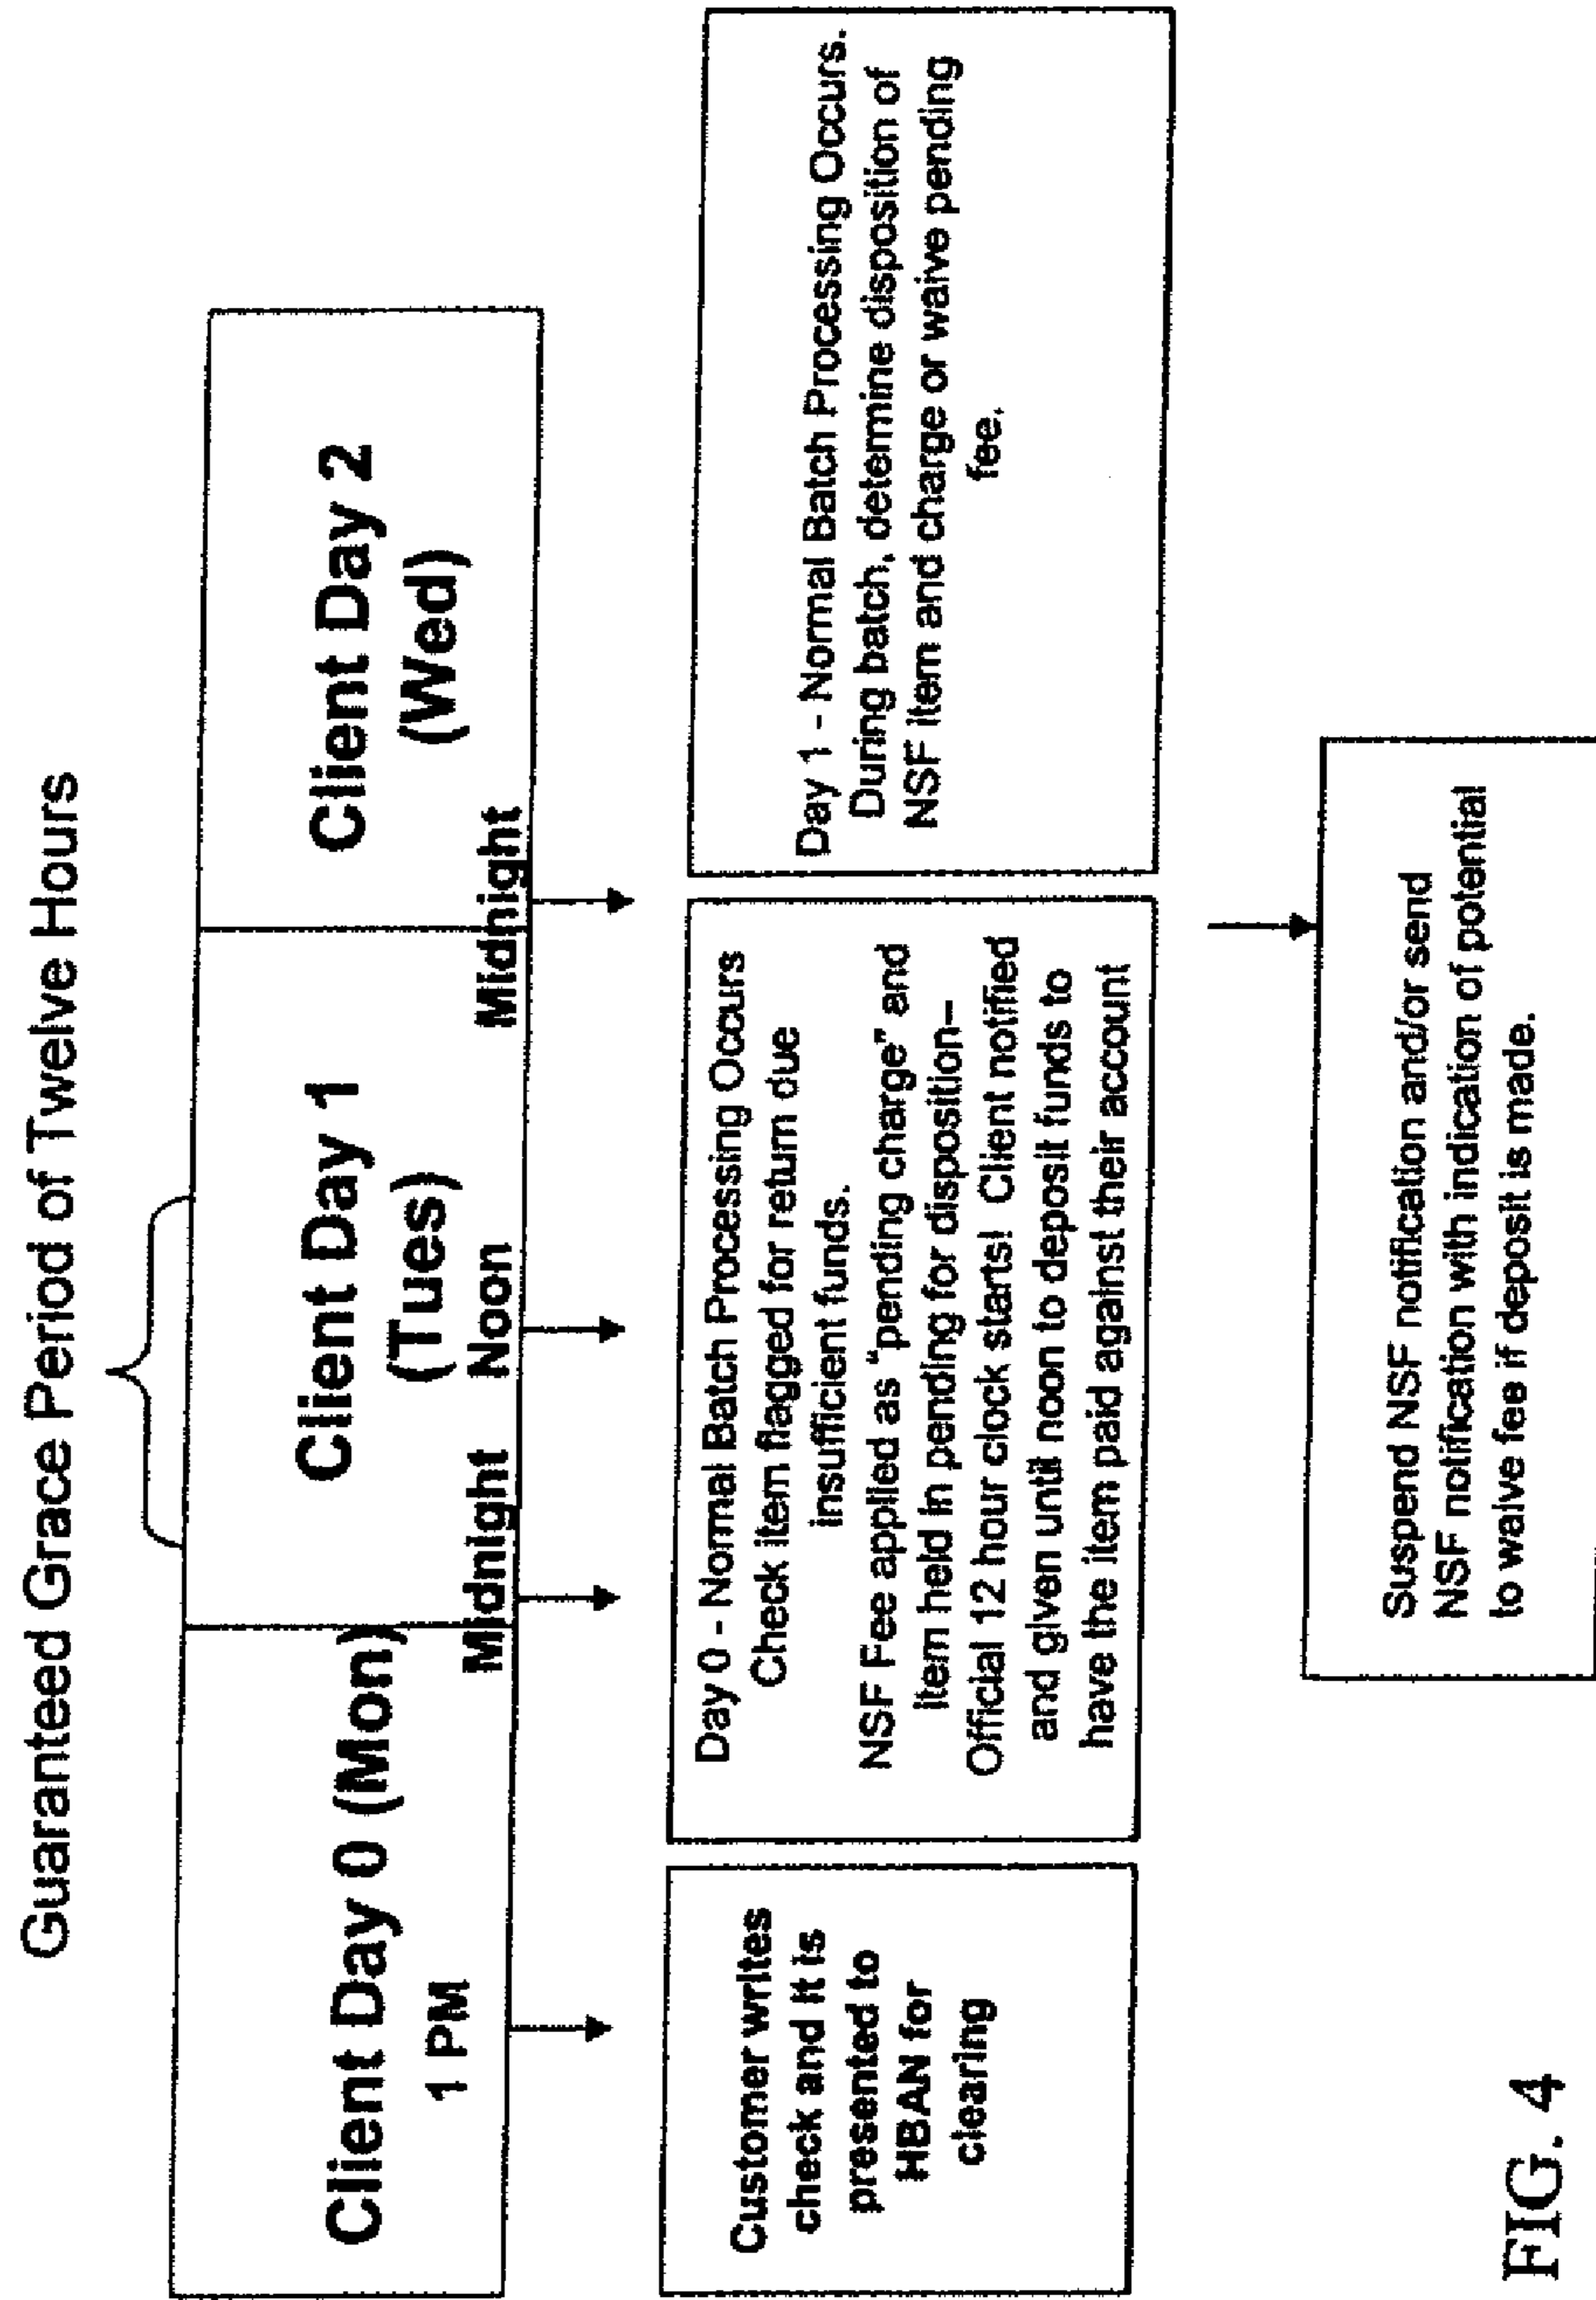 Guaranteed Grace Period of Twelve Hours
Client Day 0 (Mon)
1 PM
Client Day 1
(Tues)
Midnight Noon
Client Day 2
(Wed)
Midnight
Customer writes
check and it is
presented to
HBAN for
clearing
Day 0 - Normal Batch Processing Occurs
Check item flagged for return due
insufficient funds.
NSF Fee applied as “pending charge” and
item held in pending for disposition–
Official 12 hour clock starts! Client notified
and given until noon to deposit funds to
have the item paid against their account
Day 1 - Normal Batch Processing Occurs.
During batch, determine disposition of
NSF item and charge or waive pending
fee.
Suspend NSF notification and/or send
NSF notification with indication of potential
to waive fee if deposit is made.
FIG. 4